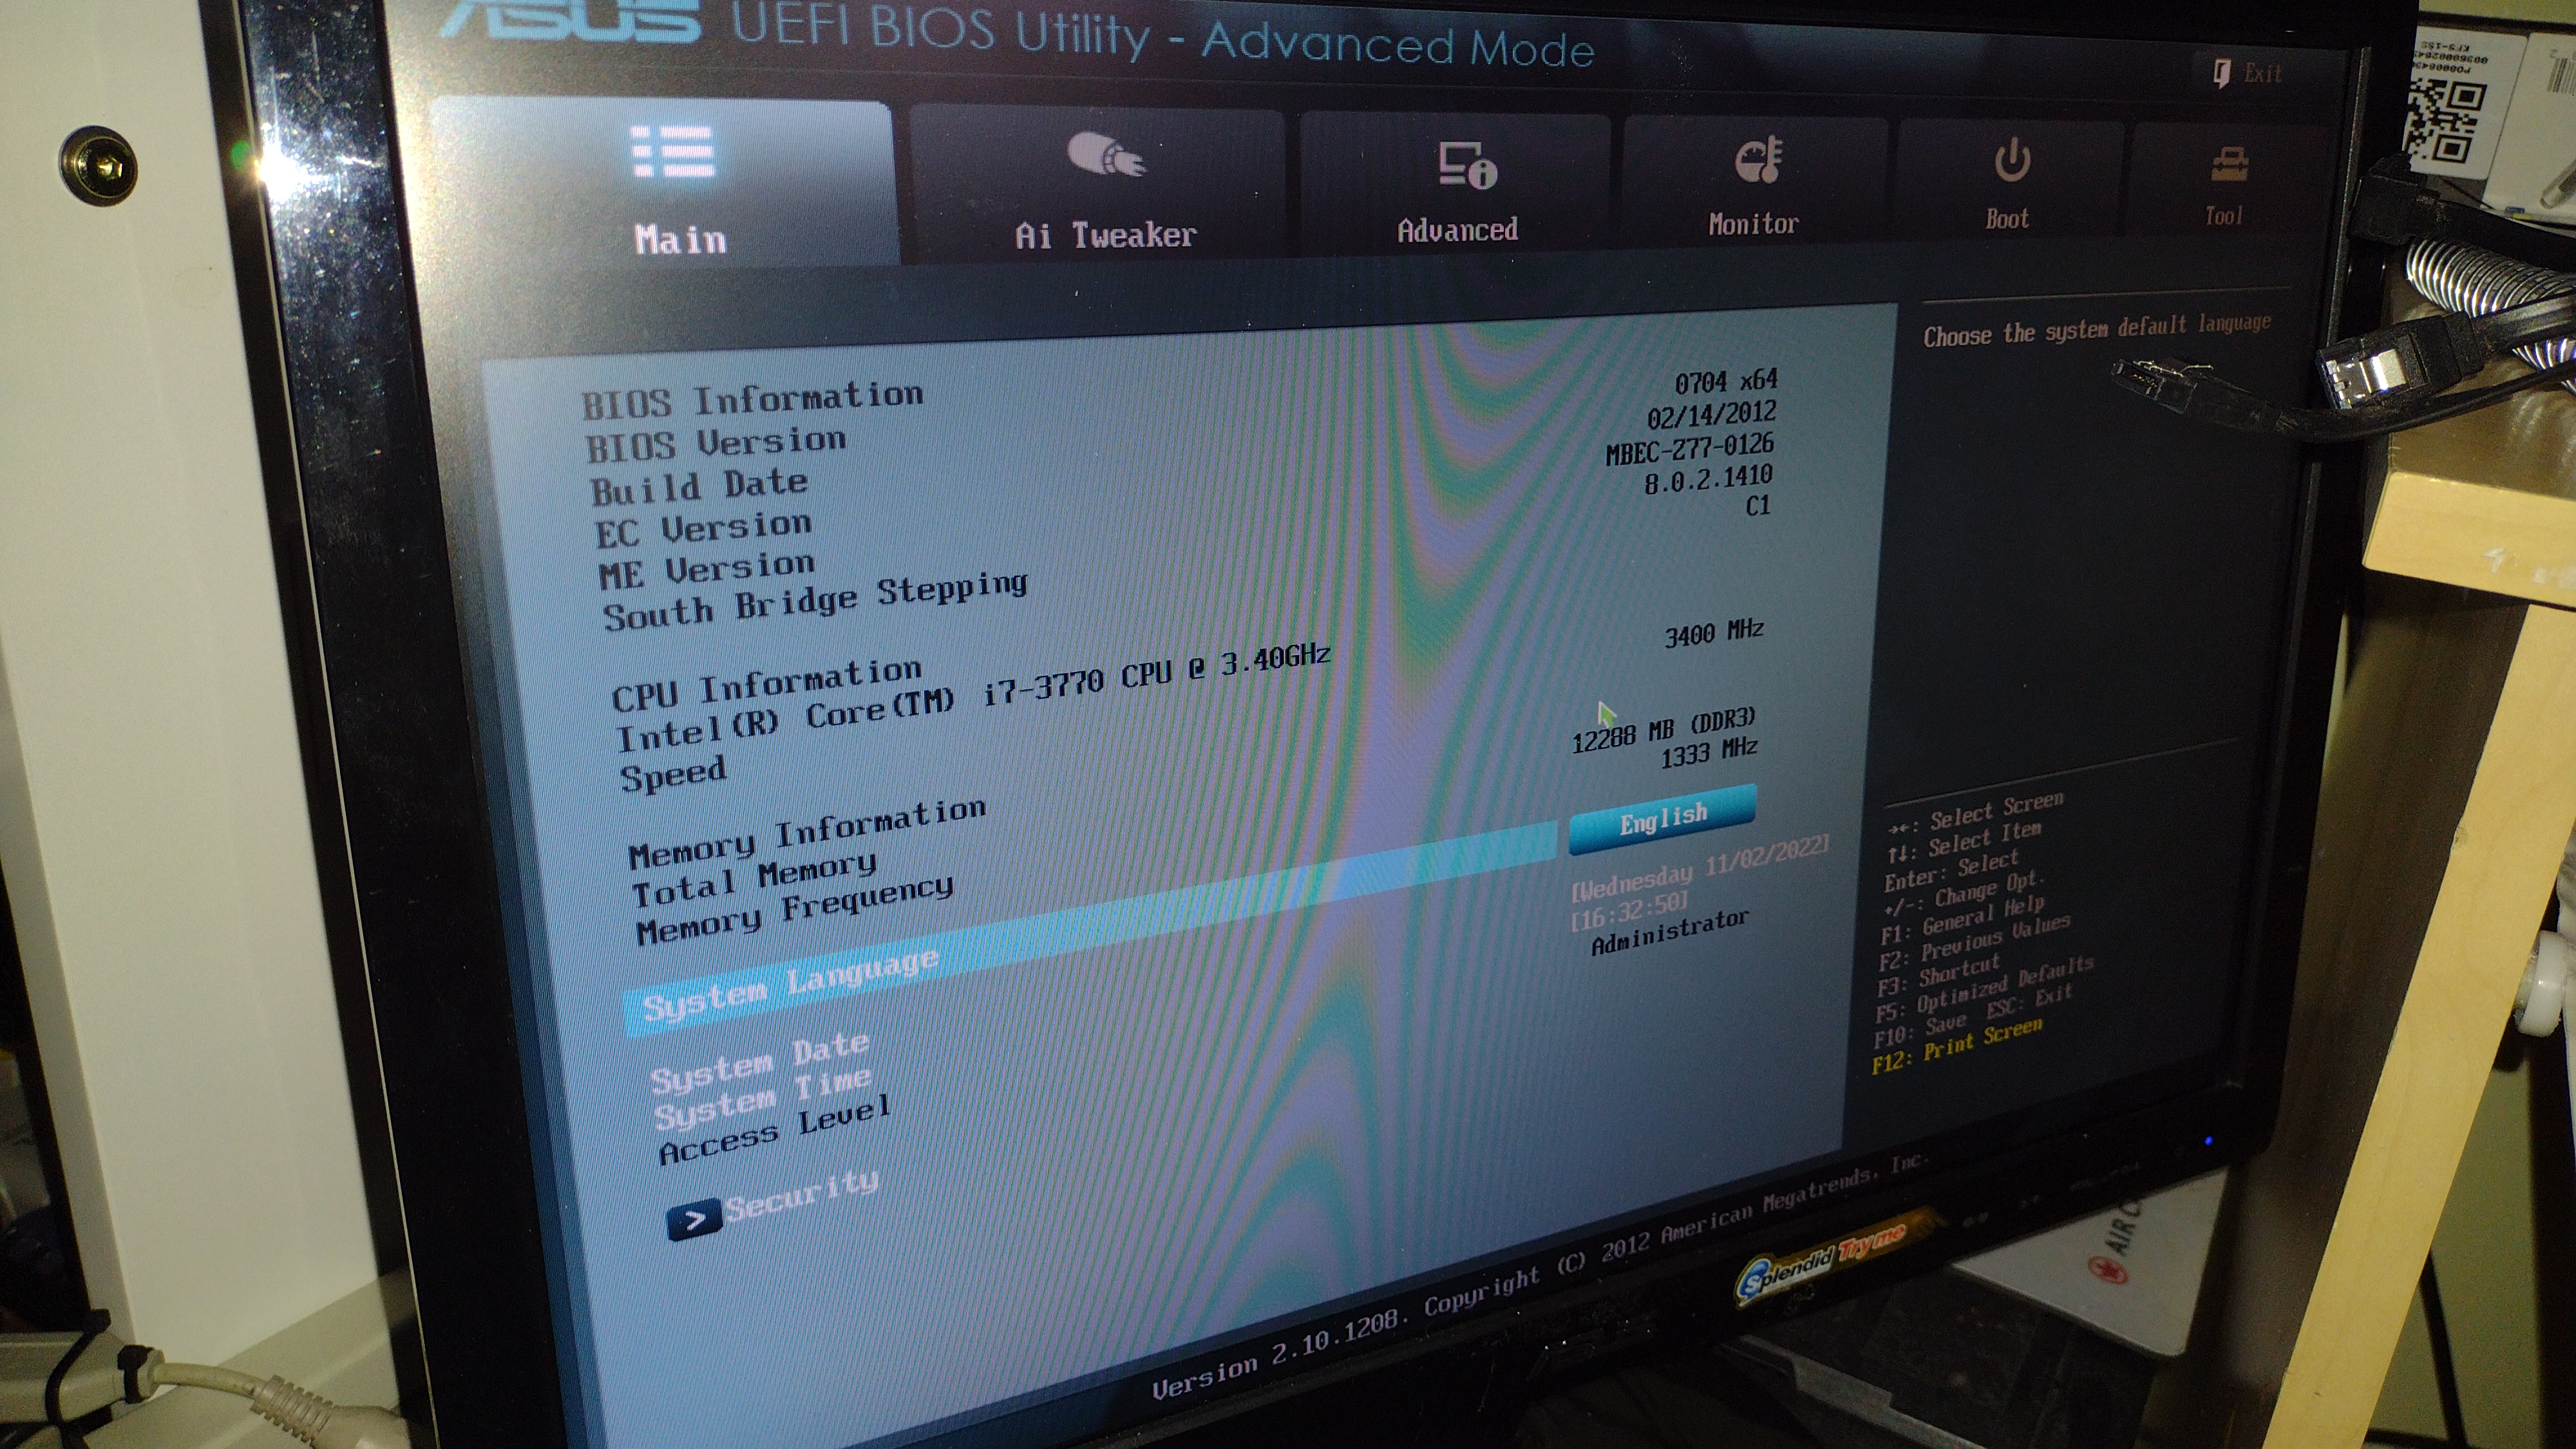 ASUS UEFI BIOS Utility - Advanced Mode
Exit
Main
Ai Tweaker
Advanced
Monitor
Boot
Tool
BIOS Information
BIOS Version 0704 x64
Build Date 02/14/2012
EC Version MBEC-Z77-0126
ME Version 8.0.2.1410
South Bridge Stepping C1
CPU Information
Intel(R) Core(TM) i7-3770 CPU @ 3.40GHz
Speed 3400 MHz
Memory Information
Total Memory 12288 MB (DDR3)
Memory Frequency 1333 MHz
System Language English
System Date [Wednesday 11/02/2022]
System Time [16:32:50]
Access Level Administrator
> Security
Choose the system default language
→←: Select Screen
↑↓: Select Item
Enter: Select
+/-: Change Opt.
F1: General Help
F2: Previous Values
F3: Shortcut
F5: Optimized Defaults
F10: Save ESC: Exit
F12: Print Screen
Version 2.10.1208. Copyright (C) 2012 American Megatrends, Inc.
Splendid Try me
AIR C